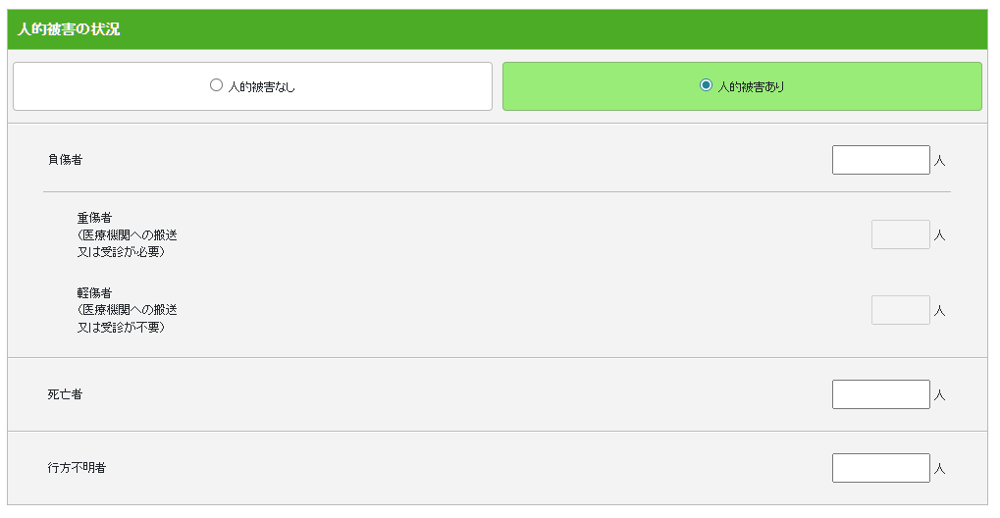 人的被害の状況
人的被害なし
人的被害あり
負傷者
人
重傷者
（医療機関への搬送
又は受診が必要）
人
軽傷者
（医療機関への搬送
又は受診が不要）
人
死亡者
人
行方不明者
人